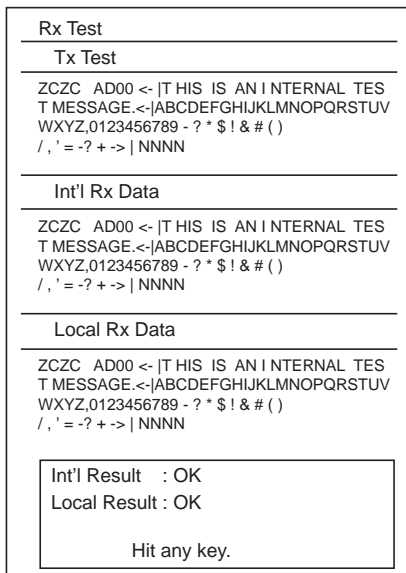 Rx Test
Tx Test
ZCZC AD00 <- |T HIS IS AN I NTERNAL TES
T MESSAGE.<-|ABCDEFGHIJKLMNOPQRSTUV
WXYZ,0123456789 - ? * $ ! & # ( )
/ , ' = -? + -> | NNNN
Int'l Rx Data
ZCZC AD00 <- |T HIS IS AN I NTERNAL TES
T MESSAGE.<-|ABCDEFGHIJKLMNOPQRSTUV
WXYZ,0123456789 - ? * $ ! & # ( )
/ , ' = -? + -> | NNNN
Local Rx Data
ZCZC AD00 <- |T HIS IS AN I NTERNAL TES
T MESSAGE.<-|ABCDEFGHIJKLMNOPQRSTUV
WXYZ,0123456789 - ? * $ ! & # ( )
/ , ' = -? + -> | NNNN
Int'l Result : OK
Local Result : OK
Hit any key.